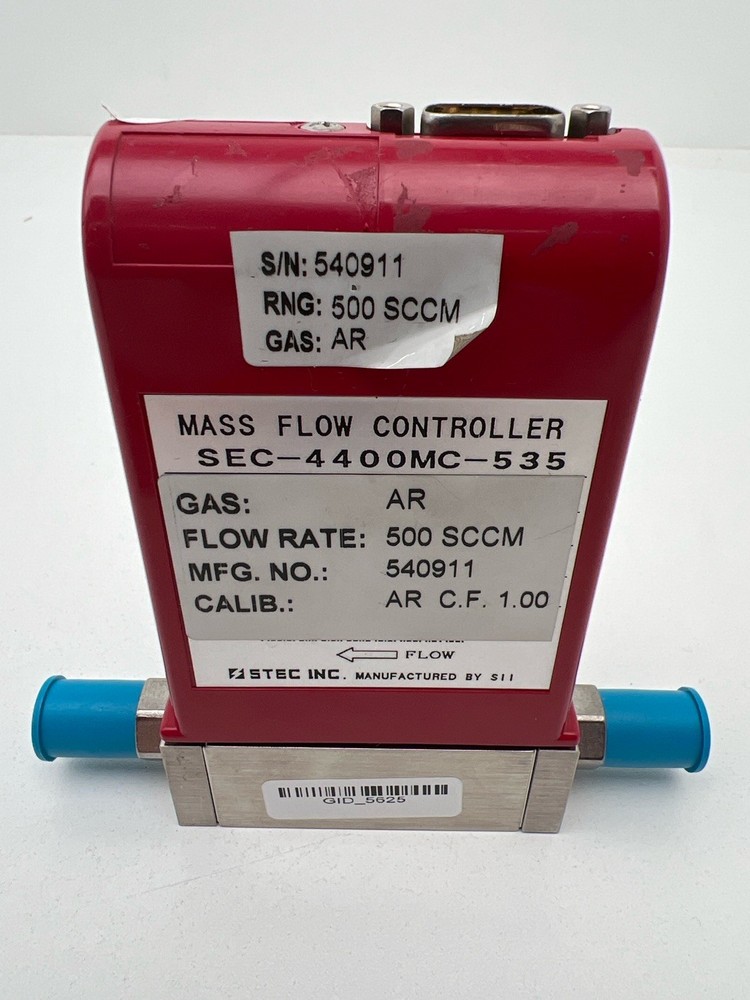 S/N: 540911
RNG: 500 SCCM
GAS: AR
MASS FLOW CONTROLLER
SEC-4400MC-535
GAS: AR
FLOW RATE: 500 SCCM
MFG. NO.: 540911
CALIB.: AR C.F. 1.00
FLOW
STEC INC. MANUFACTURED BY SII
GID_5625